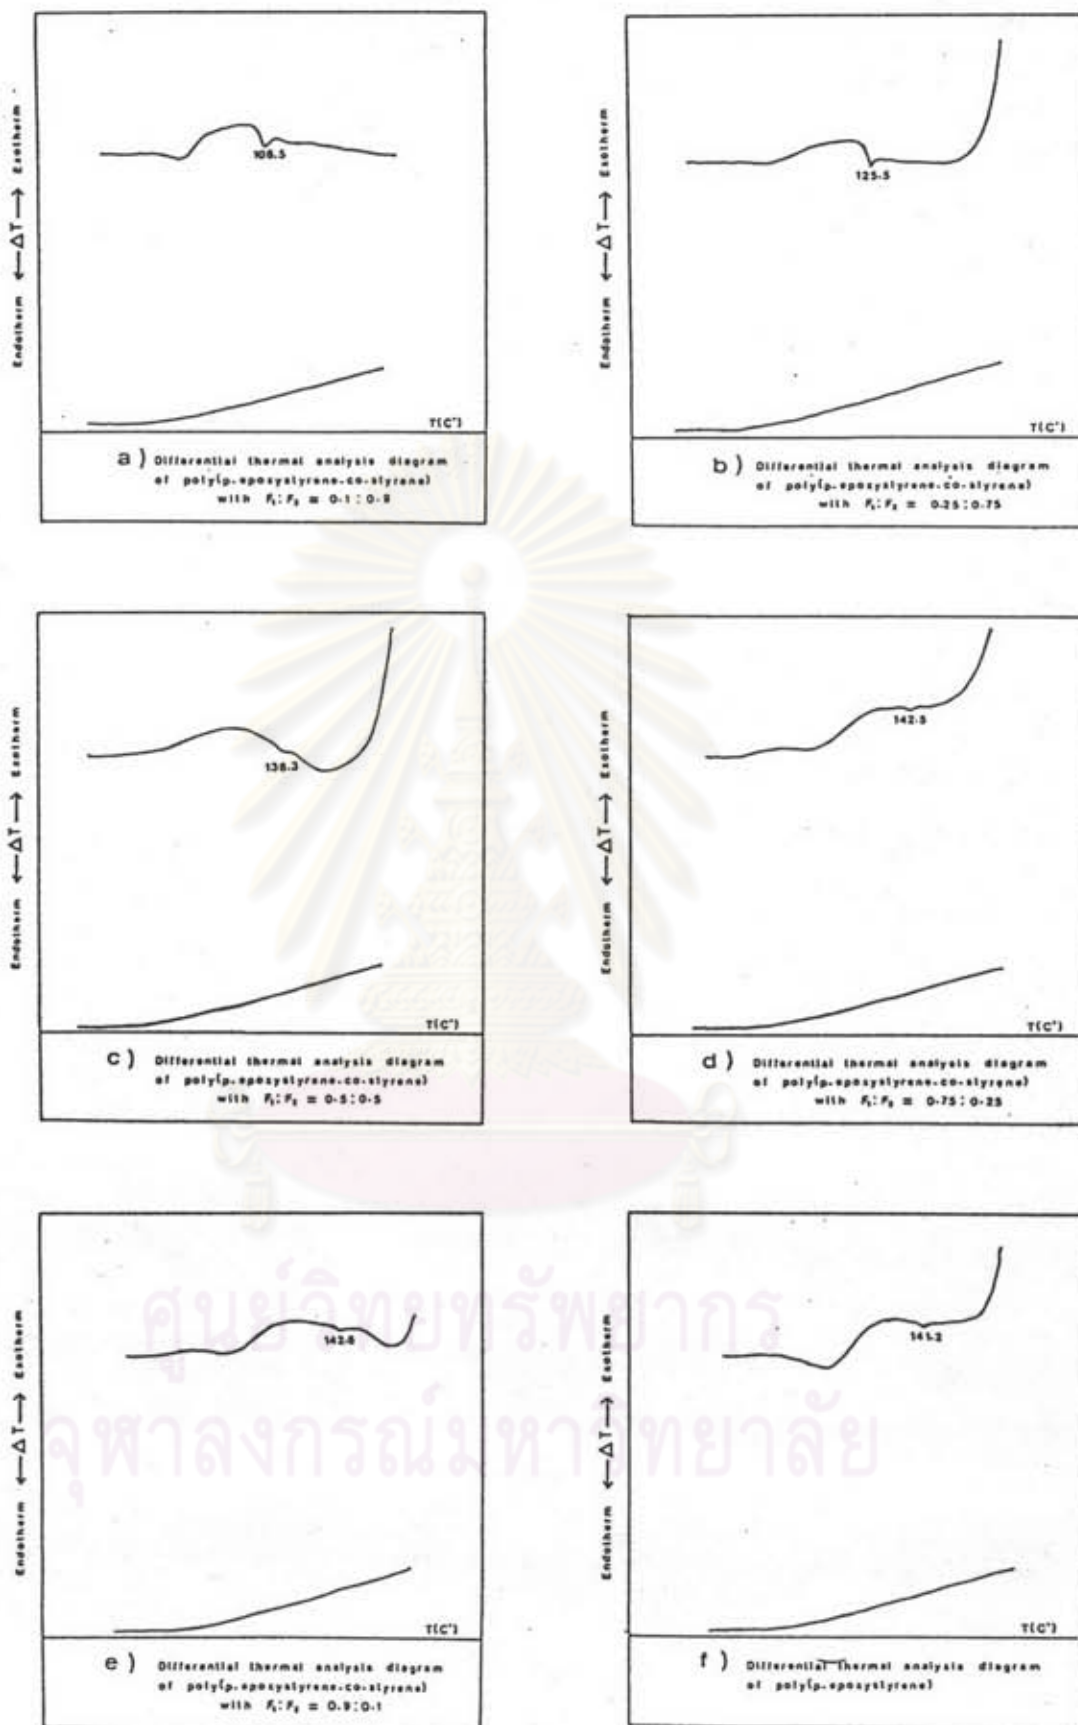 Endotherm ←ΔT→ Exotherm
108.5
T(C°)
a) Differential thermal analysis diagram
of poly(p.epoxystyrene-co-styrene)
with F₁:F₂ = 0.1:0.9
Endotherm ←ΔT→ Exotherm
125.5
T(C°)
b) Differential thermal analysis diagram
of poly(p.epoxystyrene-co-styrene)
with F₁:F₂ = 0.25:0.75
Endotherm ←ΔT→ Exotherm
138.3
T(C°)
c) Differential thermal analysis diagram
of poly(p.epoxystyrene-co-styrene)
with F₁:F₂ = 0.5:0.5
Endotherm ←ΔT→ Exotherm
142.5
T(C°)
d) Differential thermal analysis diagram
of poly(p.epoxystyrene-co-styrene)
with F₁:F₂ = 0.75:0.25
Endotherm ←ΔT→ Exotherm
T(C°)
e) Differential thermal analysis diagram
of poly(p.epoxystyrene-co-styrene)
with F₁:F₂ = 0.9:0.1
Endotherm ←ΔT→ Exotherm
141.2
T(C°)
f) Differential thermal analysis diagram
of poly(p.epoxystyrene)
ศูนย์วิทยทรัพยากร
จุฬาลงกรณ์มหาวิทยาลัย